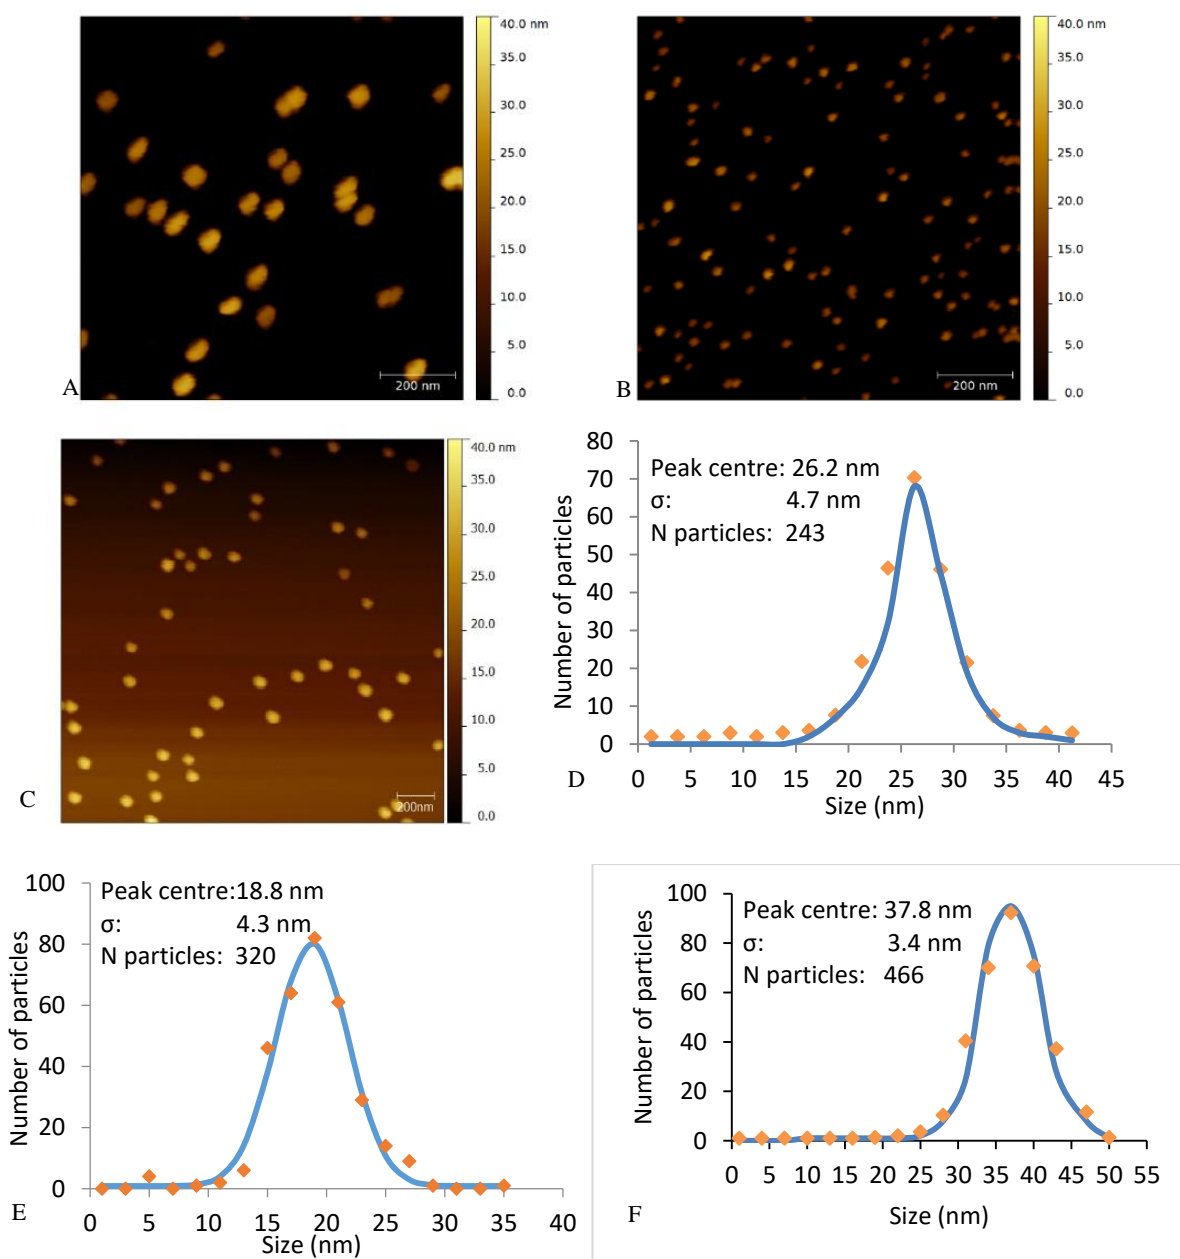 40.0 nm
35.0
30.0
25.0
20.0
15.0
10.0
5.0
0.0
200 nm
A
40.0 nm
35.0
30.0
25.0
20.0
15.0
10.0
5.0
0.0
200 nm
B
40.0 nm
35.0
30.0
25.0
20.0
15.0
10.0
5.0
0.0
200nm
C
80
70
60
50
40
30
20
10
0
Number of particles
Peak centre: 26.2 nm
σ: 4.7 nm
N particles: 243
0 5 10 15 20 25 30 35 40 45
Size (nm)
D
100
80
60
40
20
0
Number of particles
Peak centre:18.8 nm
σ: 4.3 nm
N particles: 320
0 5 10 15 20 25 30 35 40
Size (nm)
E
100
80
60
40
20
0
Number of particles
Peak centre: 37.8 nm
σ: 3.4 nm
N particles: 466
0 5 10 15 20 25 30 35 40 45 50 55
Size (nm)
F